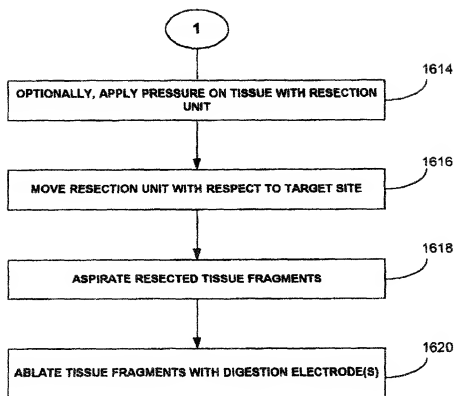 1
1614
OPTIONALLY, APPLY PRESSURE ON TISSUE WITH RESECTION
UNIT
1616
MOVE RESECTION UNIT WITH RESPECT TO TARGET SITE
1618
ASPIRATE RESECTED TISSUE FRAGMENTS
1620
ABLATE TISSUE FRAGMENTS WITH DIGESTION ELECTRODE(S)